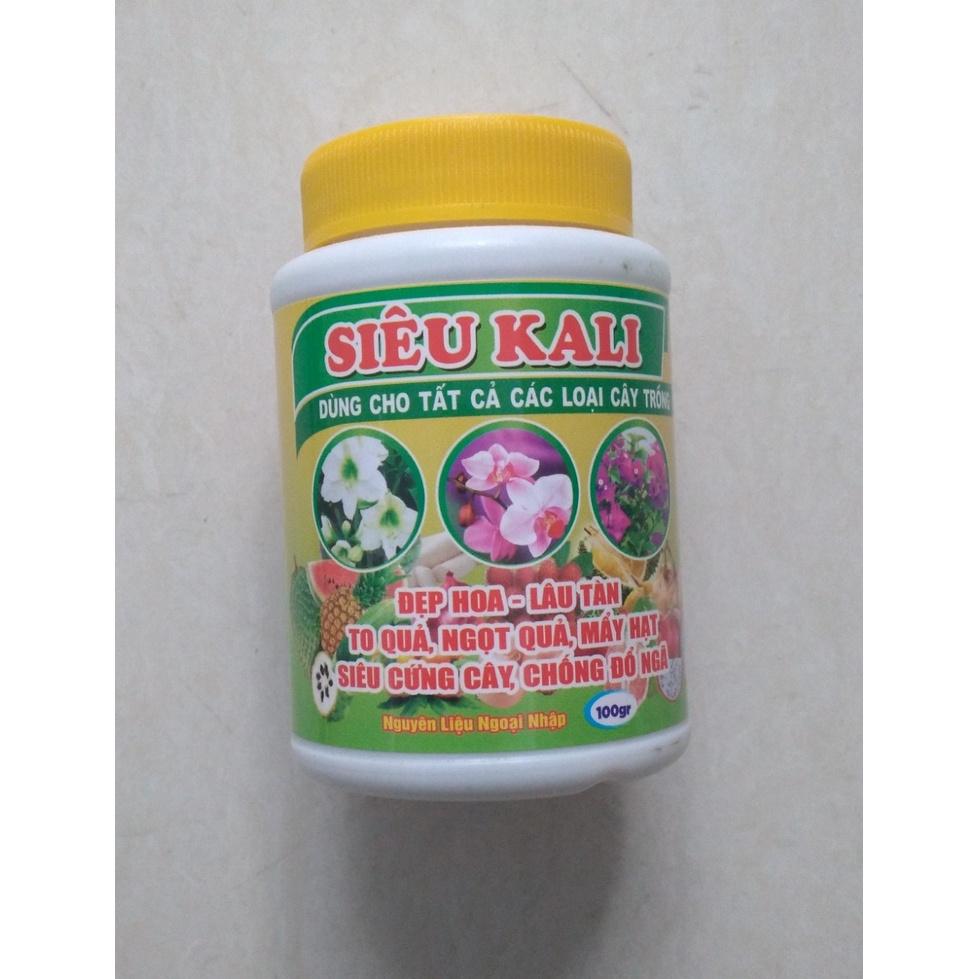 SIÊU KALI
DÙNG CHO TẤT CẢ CÁC LOẠI CÂY TRỒNG
ĐẸP HOA - LÂU TÀN
TO QUẢ, NGỌT QUẢ, MẨY HẠT
SIÊU CỨNG CÂY, CHỐNG ĐỔ NGÃ
Nguyên Liệu Ngoại Nhập
100gr